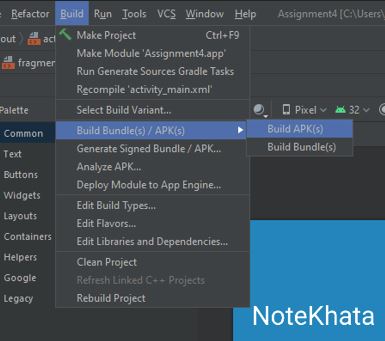 Refactor Build Run Tools VCS Window Help Assignment4 [C:\Users\
out act
Make Project Ctrl+F9
Make Module 'Assignment4.app'
fragmen
Run Generate Sources Gradle Tasks
Recompile 'activity_main.xml'
Palette
Select Build Variant...
Pixel 32
Common
Build Bundle(s) / APK(s)
Build APK(s)
Text
Generate Signed Bundle / APK...
Build Bundle(s)
Buttons
Analyze APK...
Widgets
Deploy Module to App Engine...
Layouts
Edit Build Types...
Containers
Edit Flavors...
Helpers
Edit Libraries and Dependencies...
Google
Clean Project
Refresh Linked C++ Projects
Legacy
Rebuild Project
NoteKhata